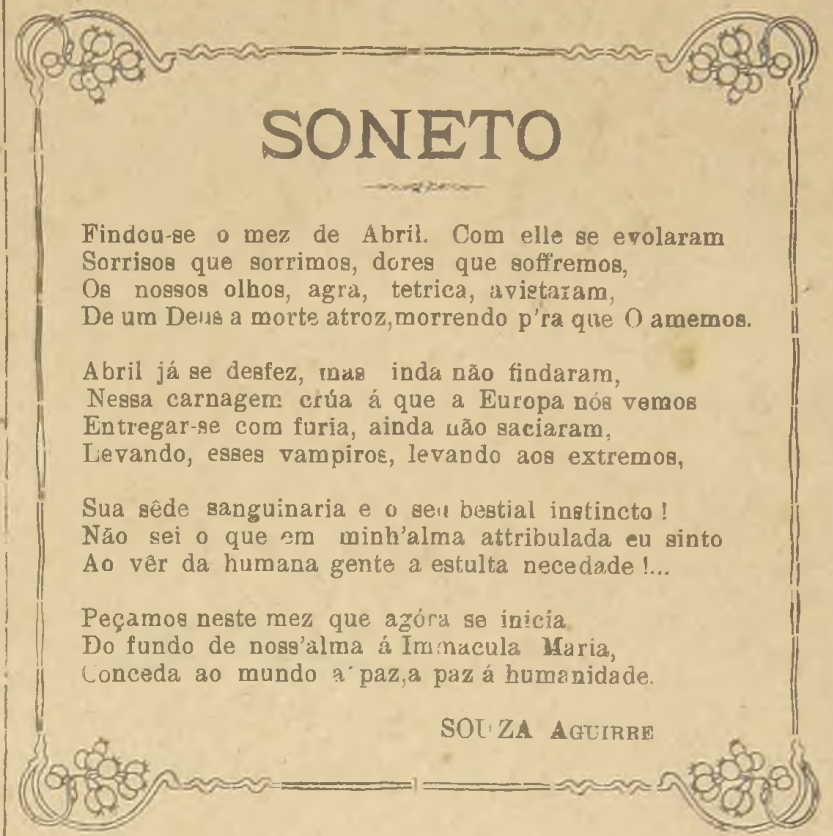 SONETO
Findou-se o mez de Abril. Com elle se evolaram
Sorrisos que sorrimos, dores que soffremos,
Os nossos olhos, agra, tetrica, avistaram,
De um Deus a morte atroz,morrendo p'ra que O amemos.
Abril já se desfez, mas inda não findaram,
Nessa carnagem crúa á que a Europa nós vemos
Entregar-se com furia, ainda não saciaram,
Levando, esses vampiros, levando aos extremos,
Sua sêde sanguinaria e o seu bestial instincto !
Não sei o que em minh'alma attribulada eu sinto
Ao vêr da humana gente a estulta necedade !...
Peçamos neste mez que agóra se inicia
Do fundo de noss'alma á Immacula Maria,
Conceda ao mundo a paz,a paz á humanidade.
SOUZA AGUIRRE